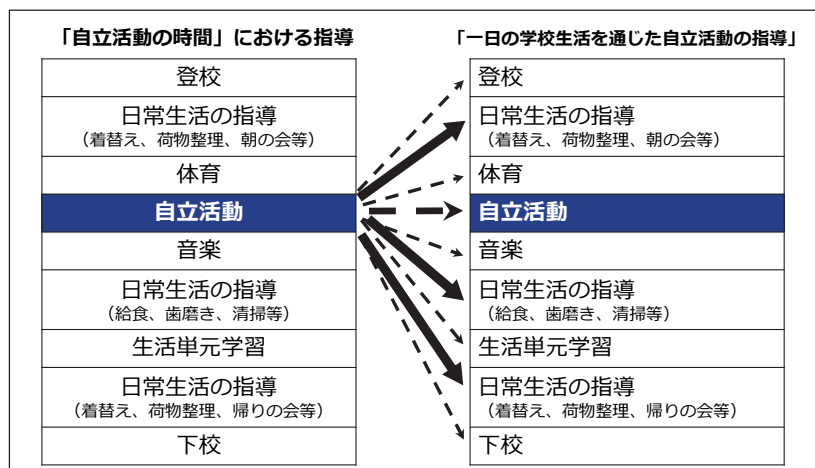 「自立活動の時間」における指導
登校
日常生活の指導
（着替え、荷物整理、朝の会等）
体育
自立活動
音楽
日常生活の指導
（給食、歯磨き、清掃等）
生活単元学習
日常生活の指導
（着替え、荷物整理、帰りの会等）
下校
「一日の学校生活を通じた自立活動の指導」
登校
日常生活の指導
（着替え、荷物整理、朝の会等）
体育
自立活動
音楽
日常生活の指導
（給食、歯磨き、清掃等）
生活単元学習
日常生活の指導
（着替え、荷物整理、帰りの会等）
下校